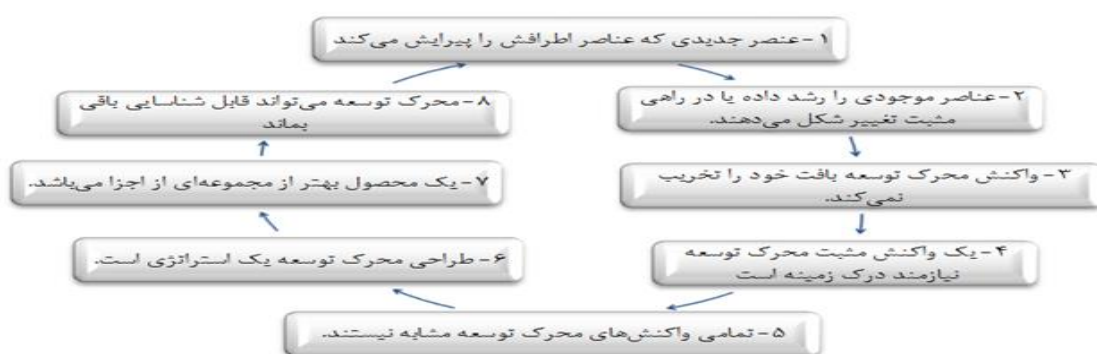 ۱-عنصر جدیدی که عناصر اطرافش را پیرایش می‌کند
۲-عناصر موجودی را رشد داده یا در راهی
مثبت تغییر شکل می‌دهند.
۳-واکنش محرک توسعه بافت خود را تخریب
نمی‌کند.
۴-یک واکنش مثبت محرک توسعه
نیازمند درک زمینه است
۵-تمامی واکنش‌های محرک توسعه مشابه نیستند.
۶-طراحی محرک توسعه یک استراتژی است.
۷-یک محصول بهتر از مجموعه‌ای از اجزا می‌باشد.
۸-محرک توسعه می‌تواند قابل شناسایی باقی
بماند